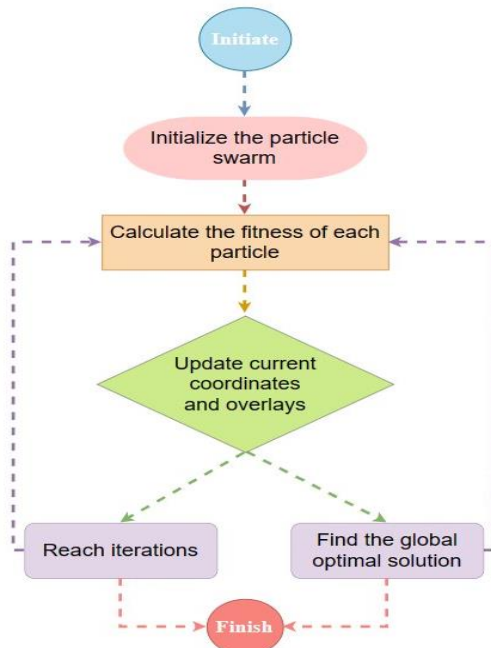 Initiate
Initialize the particle
swarm
Calculate the fitness of each
particle
Update current
coordinates
and overlays
Reach iterations
Find the global
optimal solution
Finish